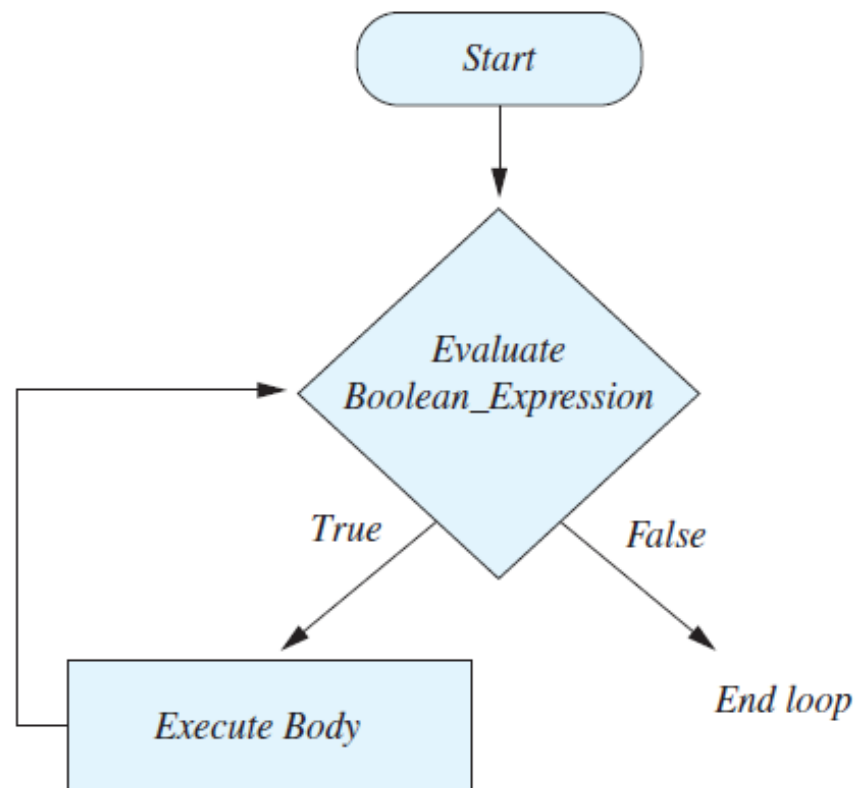 Start
Evaluate
Boolean_Expression
True
False
Execute Body
End loop